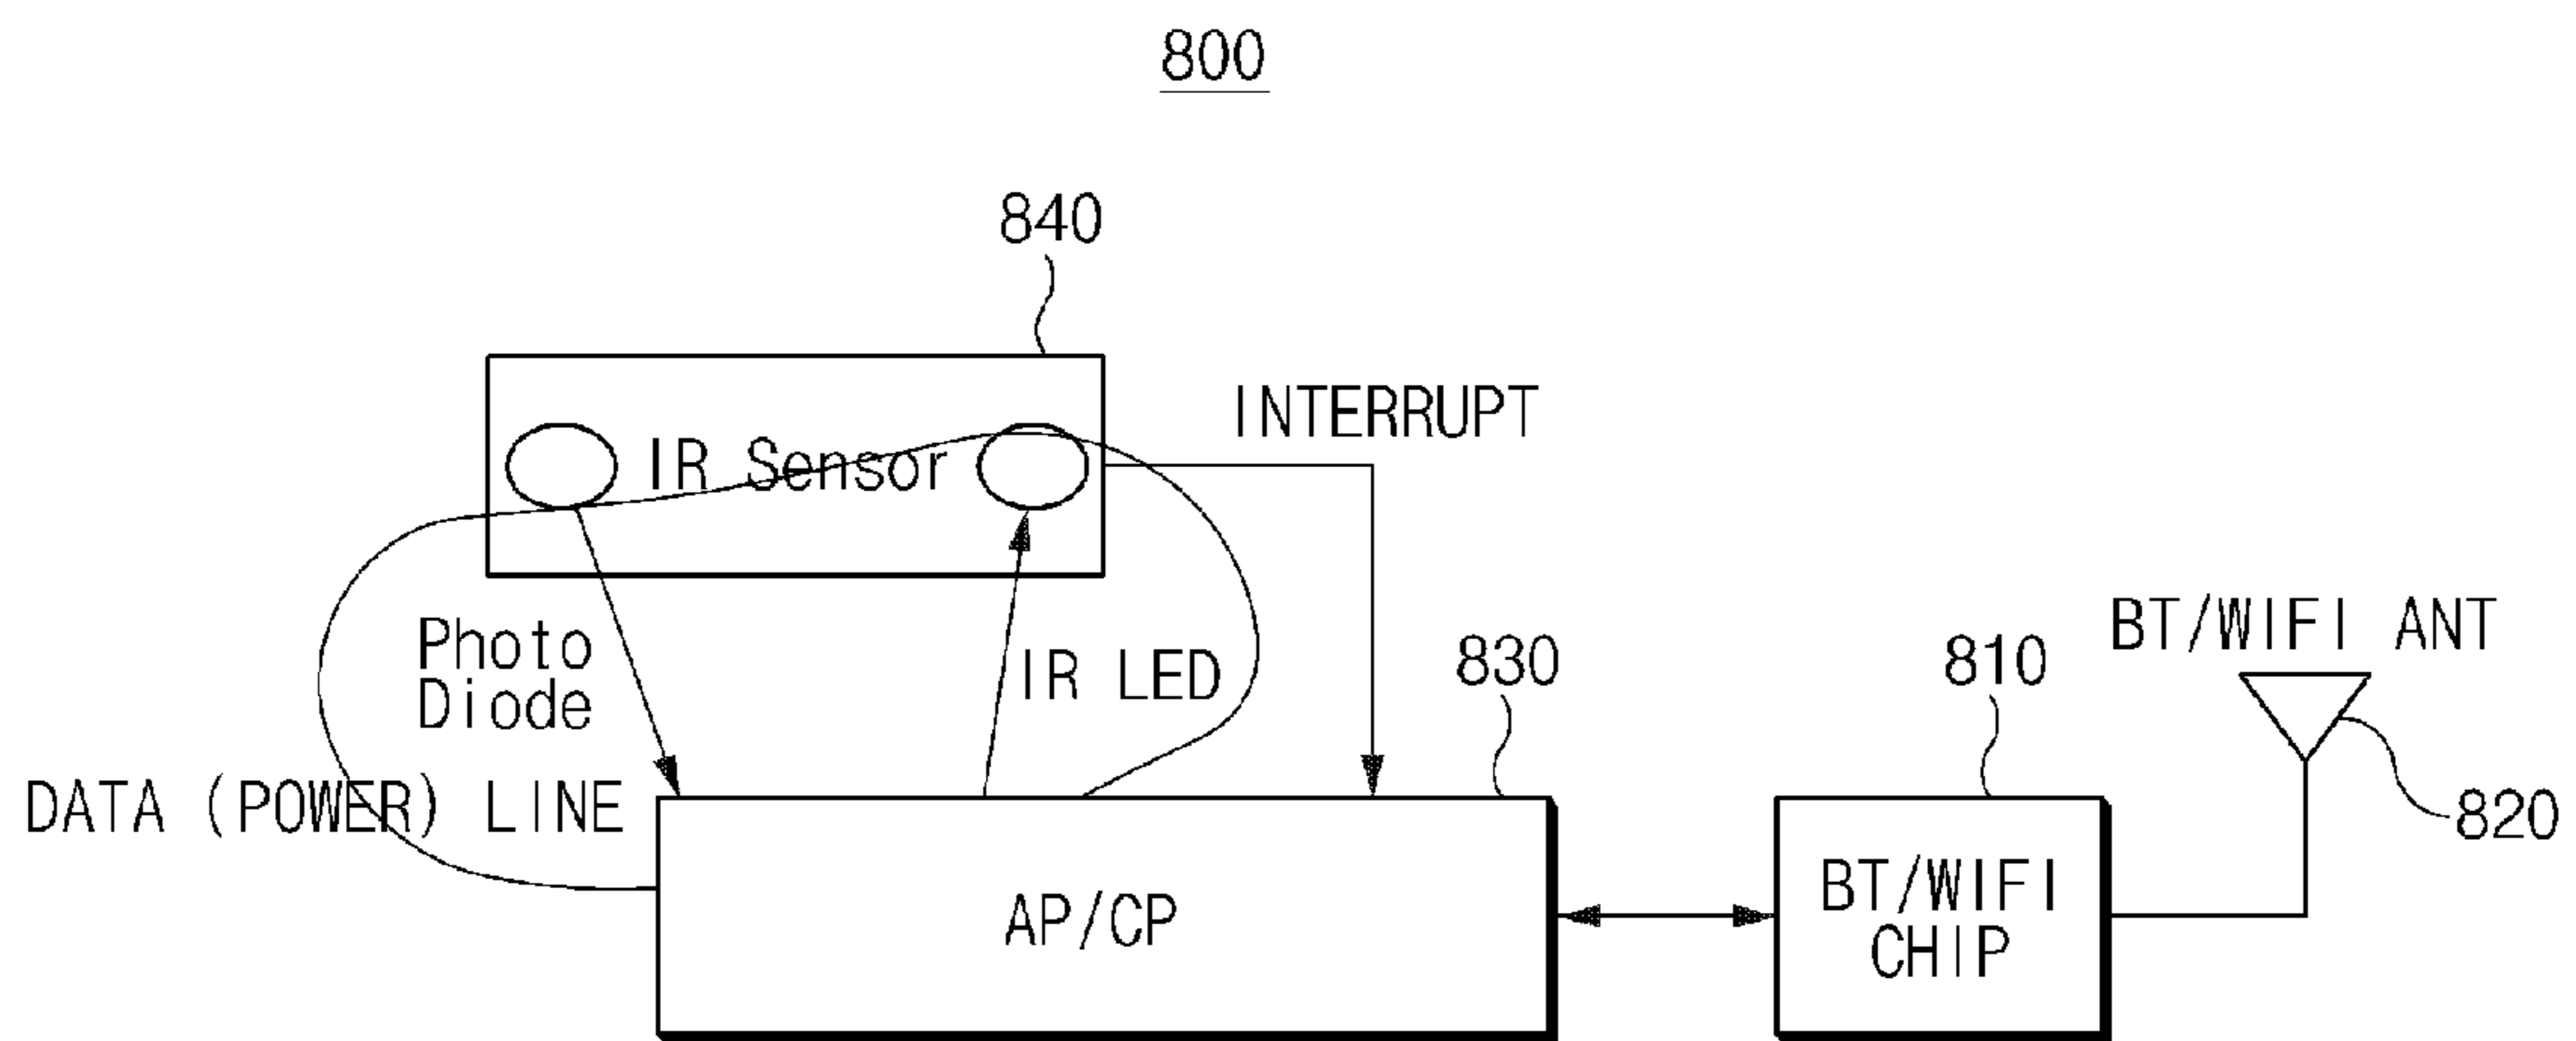 800
840
INTERRUPT
IR Sensor
Photo
Diode
IR LED
830
810
BT/WIFI ANT
DATA (POWER) LINE
820
AP/CP
BT/WIFI
CHIP